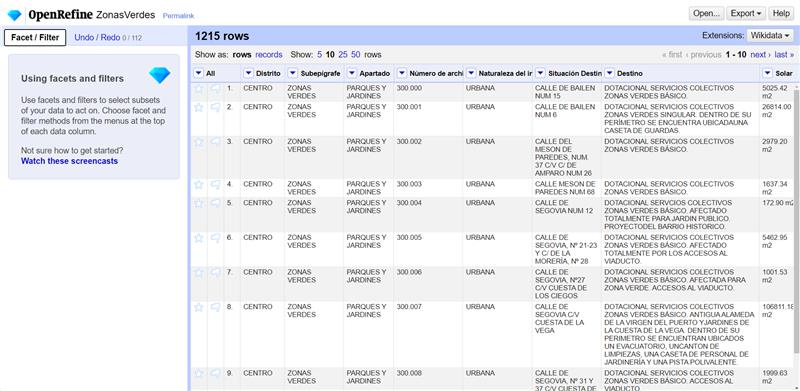 OpenRefine ZonasVerdes Permalink
Open... Export Help
Facet / Filter Undo / Redo 0 / 112
1215 rows
Extensions: Wikidata
Show as: rows records Show: 5 10 25 50 rows
« first ‹ previous 1 - 10 next › last »
Using facets and filters
Use facets and filters to select subsets
of your data to act on. Choose facet and
filter methods from the menus at the top
of each data column.
Not sure how to get started?
Watch these screencasts
All Distrito Subepígrafe Apartado Número de archi Naturaleza del ir Situación Destin Destino Solar
1. CENTRO ZONAS VERDES PARQUES Y JARDINES 300.000 URBANA CALLE DE BAILEN NUM 15 DOTACIONAL SERVICIOS COLECTIVOS ZONAS VERDES BÁSICO. 5025.42 m2
2. CENTRO ZONAS VERDES PARQUES Y JARDINES 300.001 URBANA CALLE DE BAILEN NUM 6 DOTACIONAL SERVICIOS COLECTIVOS ZONAS VERDES SINGULAR. DENTRO DE SU PERÍMETRO SE ENCUENTRA UBICADAUNA CASETA DE GUARDAS. 26814.00 m2
3. CENTRO ZONAS VERDES PARQUES Y JARDINES 300.002 URBANA CALLE DEL MESON DE PAREDES, NUM. 37 C/V C/ DE AMPARO NUM 26 DOTACIONAL SERVICIOS COLECTIVOS ZONAS VERDES BÁSICO. 2979.20 m2
4. CENTRO ZONAS VERDES PARQUES Y JARDINES 300.003 URBANA CALLE MESON DE PAREDES NUM 68 DOTACIONAL SERVICIOS COLECTIVOS ZONAS VERDES BÁSICO. 1637.34 m2
5. CENTRO ZONAS VERDES PARQUES Y JARDINES 300.004 URBANA CALLE DE SEGOVIA NUM 12 DOTACIONAL SERVICOS COLECTIVOS ZONAS VERDES BÁSICO. AFECTADO TOTALMENTE PARA JARDIN PUBLICO. PROYECTODEL BARRIO HISTORICO. 172.90 m2
6. CENTRO ZONAS VERDES PARQUES Y JARDINES 300.005 URBANA CALLE DE SEGOVIA, Nº 21-23 Y C/ DE LA MORERÍA, Nº 28 DOTACIONAL SERVICIOS COLECTIVOS ZONAS VERDES BÁSICO. AFECTADO TOTALMENTE POR LOS ACCESOS AL VIADUCTO. 5462.95 m2
7. CENTRO ZONAS VERDES PARQUES Y JARDINES 300.006 URBANA CALLE DE SEGOVIA, Nº27 C/V CUESTA DE LOS CIEGOS DOTACIONAL SERVICIOS COLECTIVOS ZONAS VERDES BÁSICO. AFECTADA PARA ZONA VERDE. ACCESOS AL VIADUCTO. 1001.53 m2
8. CENTRO ZONAS VERDES PARQUES Y JARDINES 300.007 URBANA CALLE DE SEGOVIA C/V CUESTA DE LA VEGA DOTACIONAL SERVICIOS COLECTIVOS ZONAS VERDES BÁSICO. ANTIGUA ALAMEDA DE LA VIRGEN DEL PUERTO YJARDINES DE LA CUESTA DE LA VEGA. DENTRO DE SU PERIMETRO SE ENCUENTRAN UBICADOS UN EVACUATORIO, UNCANTON DE LIMPIEZAS, UNA CASETA DE PERSONAL DE JARDINERÍA Y UNA PISTA POLIVALENTE. 106811.18 m2
9. CENTRO ZONAS VERDES PARQUES Y JARDINES 300.008 URBANA CALLE DE SEGOVIA, Nº 31 Y 37 C/V CUESTA DE DOTACIONAL SERVICIOS COLECTIVOS ZONAS VERDES BÁSICO. ACCESOS AL VIADUCTO. 1999.63 m2